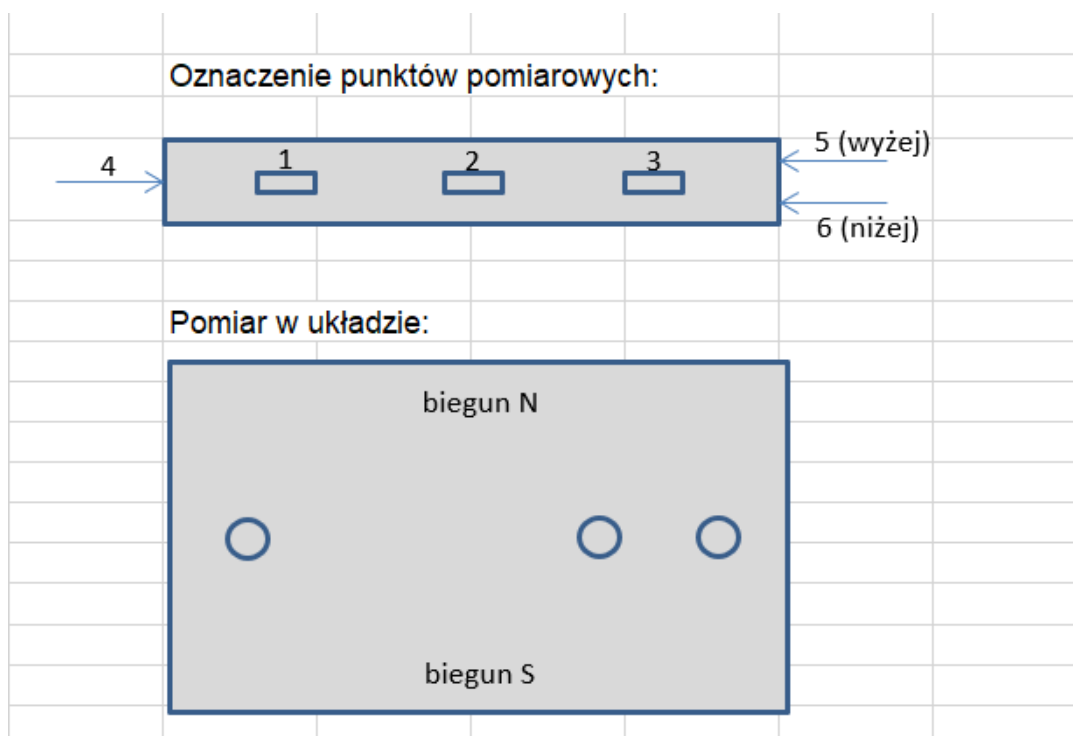 Oznaczenie punktów pomiarowych:
4
1
2
3
5 (wyżej)
6 (niżej)
Pomiar w układzie:
biegun N
biegun S